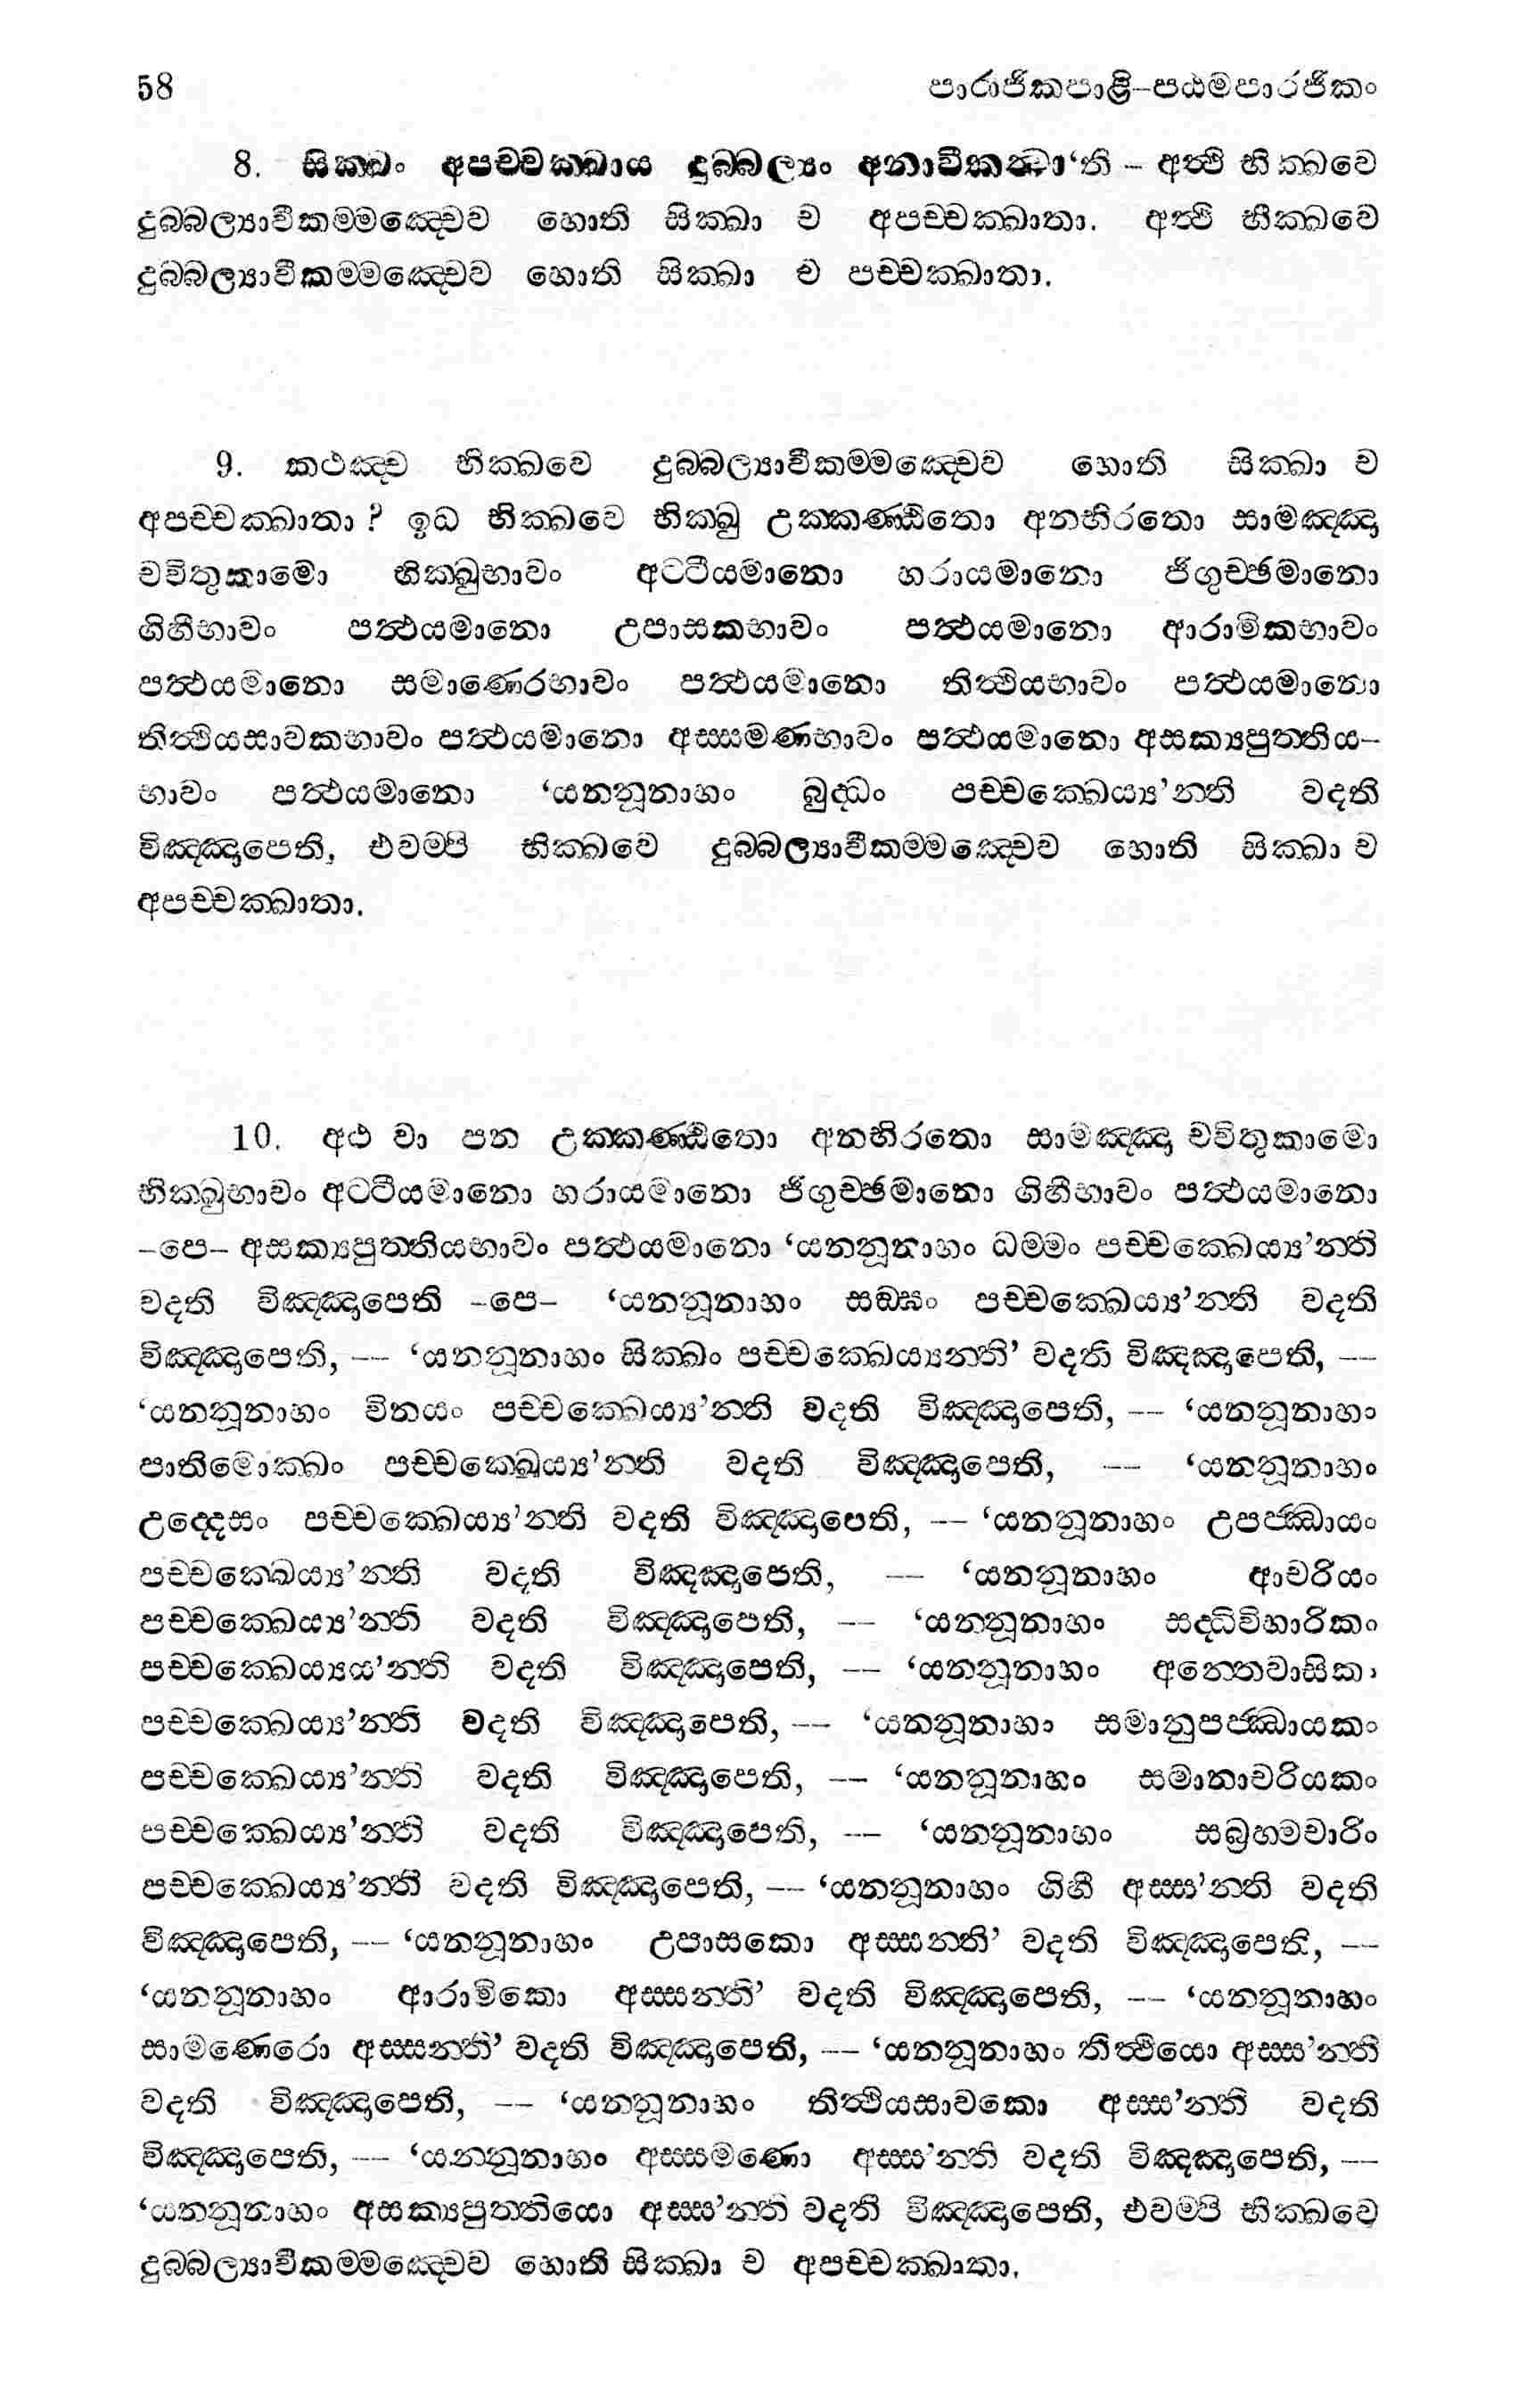 58 පාරාජිකපාළි–පඨමපාරජිකං
8. සික්ඛං අපච්චක්ඛාය දුබ්බල්‍යං අනාවීකත්‍වා‘ති – අත්‍ථි භික්ඛවෙ
දුබ්බල්‍යාවීකම්මඤ්චෙව හොති සික්ඛා ච අපච්චක්ඛාතා. අත්‍ථි භීක්ඛවෙ
දුබ්බල්‍යාවීකම්මඤ්චෙව හොති සික්ඛා ච පච්චක්ඛාතා.
9. කථඤ්ච භික්ඛවෙ දුබ්බල්‍යාවීකම්මඤ්චෙව හොති සික්ඛා ච
අපච්චක්ඛාතා ? ඉධ භික්ඛවෙ භික්ඛු උක්කණ්ඨිතො අනභිරතො සාමඤ්ඤා
චවිතුකාමො භික්ඛුභාවං අට්ටීයමානො හරායමානො ජිගුච්ඡමානො
ගිහීභාවං පත්‍ථයමානො උපාසකභාවං පත්‍ථයමානො ආරාමිකභාවං
පත්‍ථයමානො සමාණෙරභාවං පත්‍ථයමානො තිත්‍ථියභාවං පත්‍ථයමානො
තිත්‍ථියසාවකභාවං පත්‍ථයමානො අස්සමණභාවං පත්‍ථයමානො අසක්‍යපුත්තිය–
භාවං පත්‍ථයමානො ‘යන්නූනාහං බුද්ධං පච්චක්ඛෙය්‍ය’න්ති වදති
විඤ්ඤාපෙති, එවම්පි භික්ඛවෙ දුබ්බල්‍යාවීකම්මඤ්චෙව හොති සික්ඛා ච
අපච්චක්ඛාතා.
10. අථ වා පන උක්කණ්ඨිතො අනභිරතො සාමඤ්ඤා චවිතුකාමො
භික්ඛුභාවං අට්ටීයමානො හරායමානො ජිගුච්ඡමානො ගිහීභාවං පත්‍ථයමානො
–පෙ– අසක්‍යපුත්තියභාවං පත්‍ථයමානො ‘යන්නූනාහං ධම්මං පච්චක්ඛෙය්‍ය’න්ති
වදති විඤ්ඤාපෙති –පෙ– ‘යන්නූනාහං සඞ්ඝං පච්චක්ඛෙය්‍ය’න්ති වදති
විඤ්ඤාපෙති, –– ‘යන්නූනාහං සික්ඛං පච්චක්ඛෙය්‍යන්ති’ වදති විඤ්ඤාපෙති, ––
‘යන්නූනාහං විනයං පච්චක්ඛෙය්‍ය’න්ති වදති විඤ්ඤාපෙති, –– ‘යන්නූනාහං
පාතිමොක්ඛං පච්චක්ඛෙය්‍ය’න්ති වදති විඤ්ඤාපෙති, –– ‘යන්නූනාහං
උද්දෙසං පච්චක්ඛෙය්‍ය’න්ති වදති විඤ්ඤාපෙති, –– ‘යන්නූනාහං උපජ්ඣායං
පච්චක්ඛෙය්‍ය’න්ති වදති විඤ්ඤාපෙති, –– ‘යන්නූනාහං ආචරියං
පච්චක්ඛෙය්‍ය’න්ති වදති විඤ්ඤාපෙති, –– ‘යන්නූනාහං සද්ධිවිහාරිකං
පච්චක්ඛෙය්‍යය’න්ති වදති විඤ්ඤාපෙති, –– ‘යන්නූනාහං අන්තෙවාසිකං
පච්චක්ඛෙය්‍ය’න්ති වදති විඤ්ඤාපෙති, –– ‘යන්නූනාහං සමානුපජ්ඣායකං
පච්චක්ඛෙය්‍ය’න්ති වදති විඤ්ඤාපෙති, –– ‘යන්නූනාහං සමානාචරියකං
පච්චක්ඛෙය්‍ය’න්ති වදති විඤ්ඤාපෙති, –– ‘යන්නූනාහං සබ්‍රහ්මචාරිං
පච්චක්ඛෙය්‍ය’න්ති වදති විඤ්ඤාපෙති, –– ‘යන්නූනාහං ගිහී අස්ස’න්ති වදති
විඤ්ඤාපෙති, –– ‘යන්නූනාහං උපාසකො අස්සන්ති’ වදති විඤ්ඤාපෙති, ––
‘යන්නූනාහං ආරාමිකො අස්සන්ති’ වදති විඤ්ඤාපෙති, –– ‘යන්නූනාහං
සාමණෙරො අස්සන්ති’ වදති විඤ්ඤාපෙති, –– ‘යන්නූනාහං තිත්‍ථියො අස්ස’න්ති
වදති විඤ්ඤාපෙති, –– ‘යන්නූනාහං තිත්‍ථියසාවකො අස්ස’න්ති වදති
විඤ්ඤාපෙති, –– ‘යන්නූනාහං අස්සමණො අස්ස’න්ති වදති විඤ්ඤාපෙති, ––
‘යන්නූනාහං අසක්‍යපුත්තියො අස්ස’න්ති වදති විඤ්ඤාපෙති, එවම්පි භික්ඛවෙ
දුබ්බල්‍යාවීකම්මඤ්චෙව හොති සික්ඛා ච අපච්චක්ඛාතා.